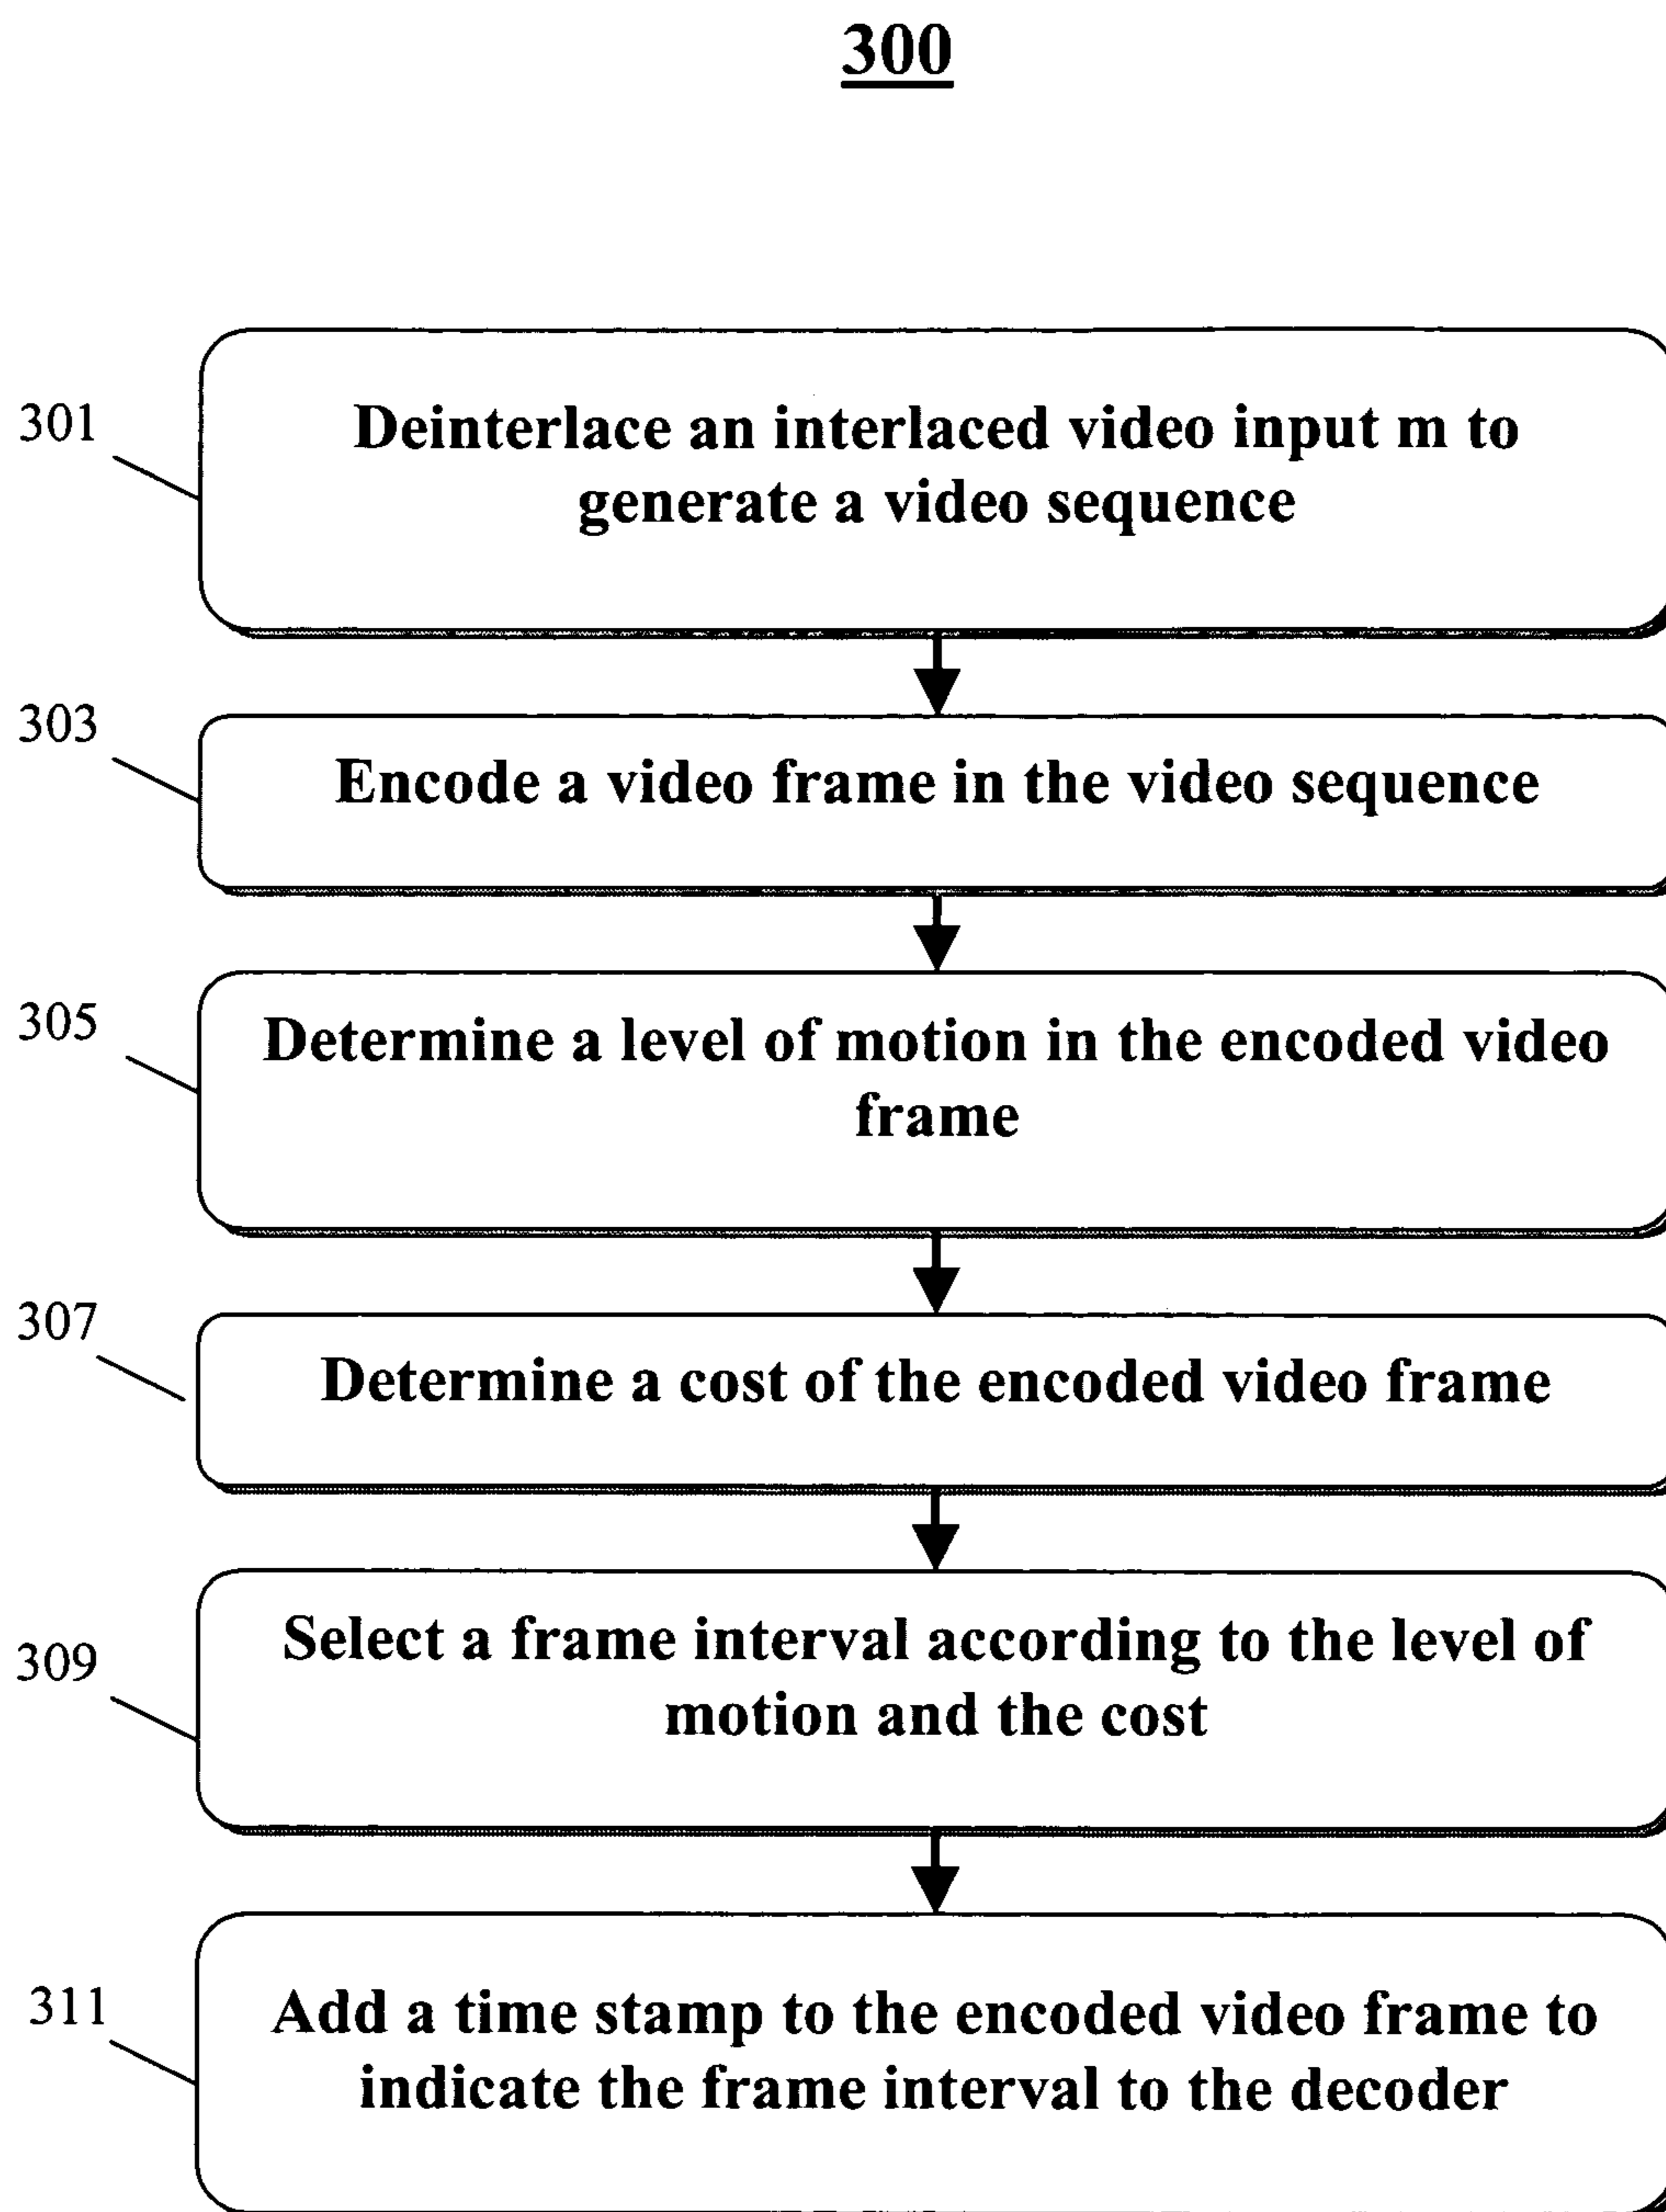 300
301
Deinterlace an interlaced video input m to
generate a video sequence
303
Encode a video frame in the video sequence
305
Determine a level of motion in the encoded video
frame
307
Determine a cost of the encoded video frame
309
Select a frame interval according to the level of
motion and the cost
311
Add a time stamp to the encoded video frame to
indicate the frame interval to the decoder